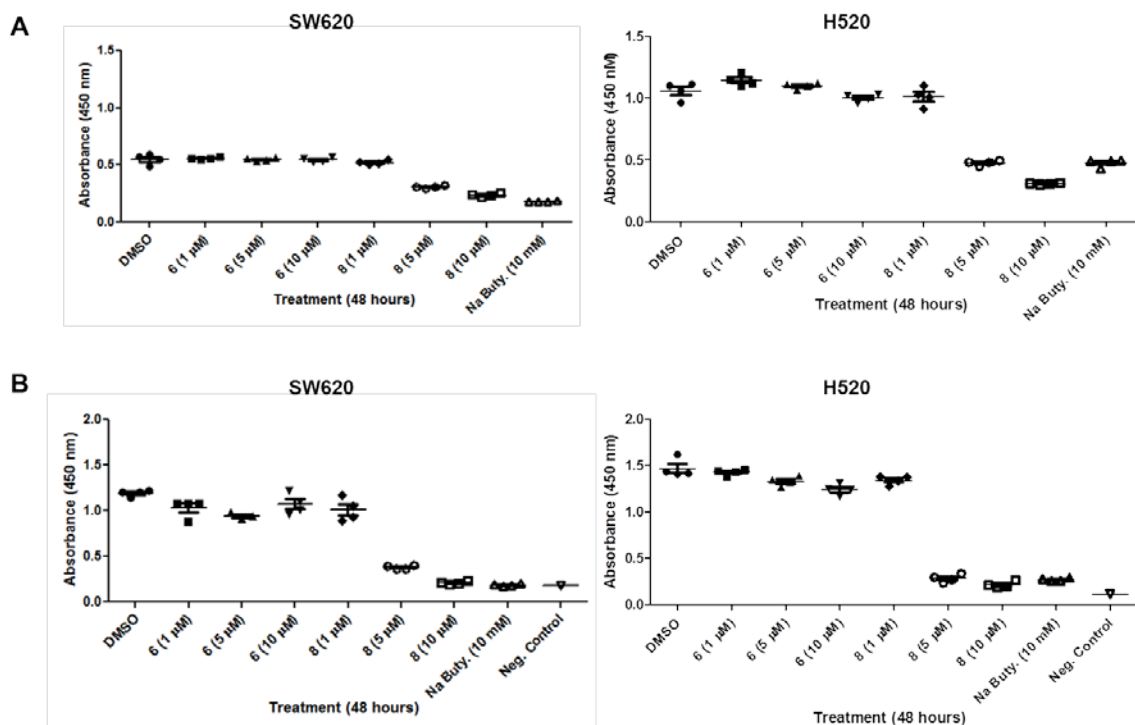 A
SW620
Absorbance (450 nm)
1.5
1.0
0.5
0.0
DMSO
6 (1 µM)
6 (5 µM)
6 (10 µM)
8 (1 µM)
8 (5 µM)
8 (10 µM)
Na Buty. (10 mM)
Treatment (48 hours)
H520
Absorbance (450 nM)
1.5
1.0
0.5
0.0
DMSO
6 (1 µM)
6 (5 µM)
6 (10 µM)
8 (1 µM)
8 (5 µM)
8 (10 µM)
Na Buty. (10 mM)
Treatment (48 hours)
B
SW620
Absorbance (450 nm)
2.0
1.5
1.0
0.5
0.0
DMSO
6 (1 µM)
6 (5 µM)
6 (10 µM)
8 (1 µM)
8 (5 µM)
8 (10 µM)
Na Buty. (10 mM)
Neg. Control
Treatment (48 hours)
H520
Absorbance (450 nm)
2.0
1.5
1.0
0.5
0.0
DMSO
6 (1 µM)
6 (5 µM)
6 (10 µM)
8 (1 µM)
8 (5 µM)
8 (10 µM)
Na Buty. (10 mM)
Neg. Control
Treatment (48 hours)